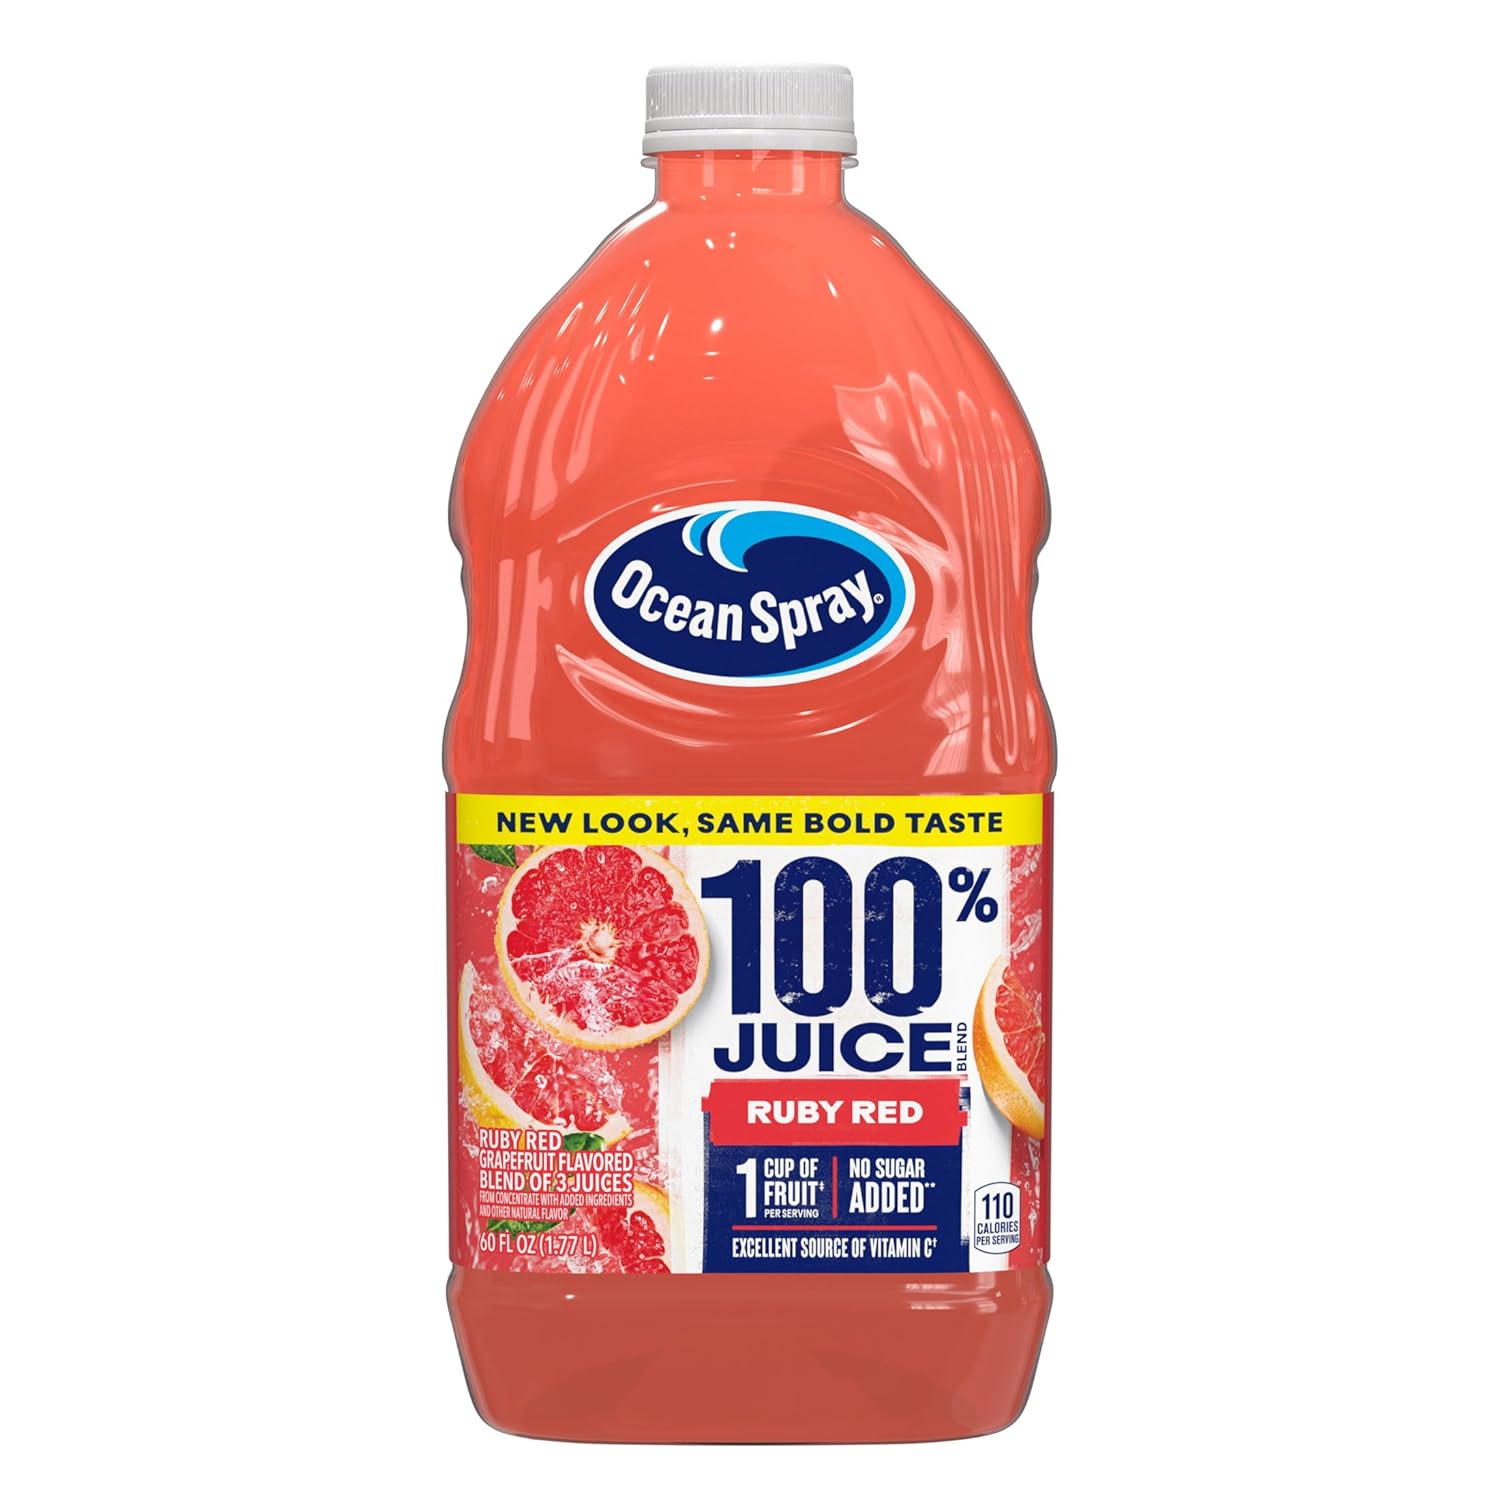 Ocean Spray®
NEW LOOK, SAME BOLD TASTE
100%
JUICE
BLEND
RUBY RED
1 CUP OF
FRUIT‡
PER SERVING
NO SUGAR
ADDED**
EXCELLENT SOURCE OF VITAMIN C†
RUBY RED
GRAPEFRUIT FLAVORED
BLEND OF 3 JUICES
FROM CONCENTRATE WITH ADDED INGREDIENTS
AND OTHER NATURAL FLAVOR
60 FL OZ (1.77 L)
110
CALORIES
PER SERVING